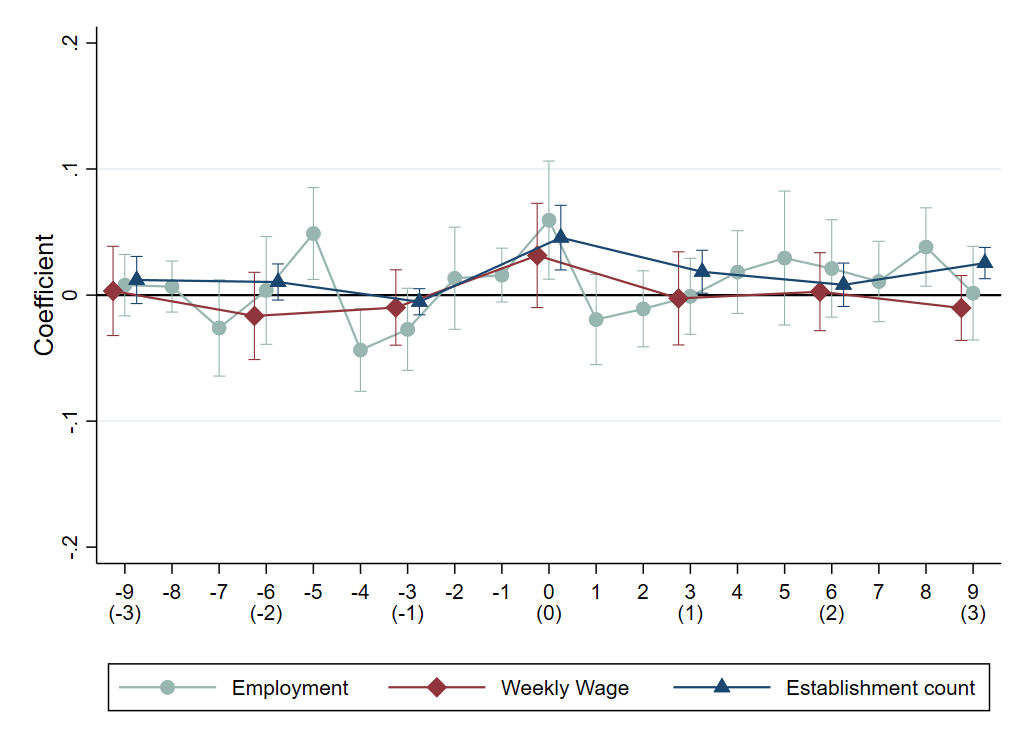 Coefficient
.2
.1
0
-.1
-.2
-9 -8 -7 -6 -5 -4 -3 -2 -1 0 1 2 3 4 5 6 7 8 9
(-3) (-2) (-1) (0) (1) (2) (3)
Employment Weekly Wage Establishment count